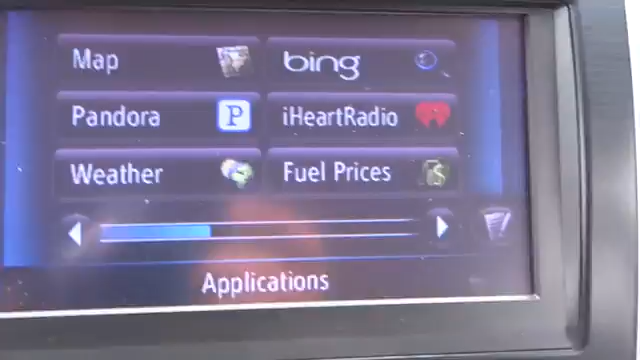 Map
bing
Pandora
P
iHeartRadio
Weather
Fuel Prices
$
Applications